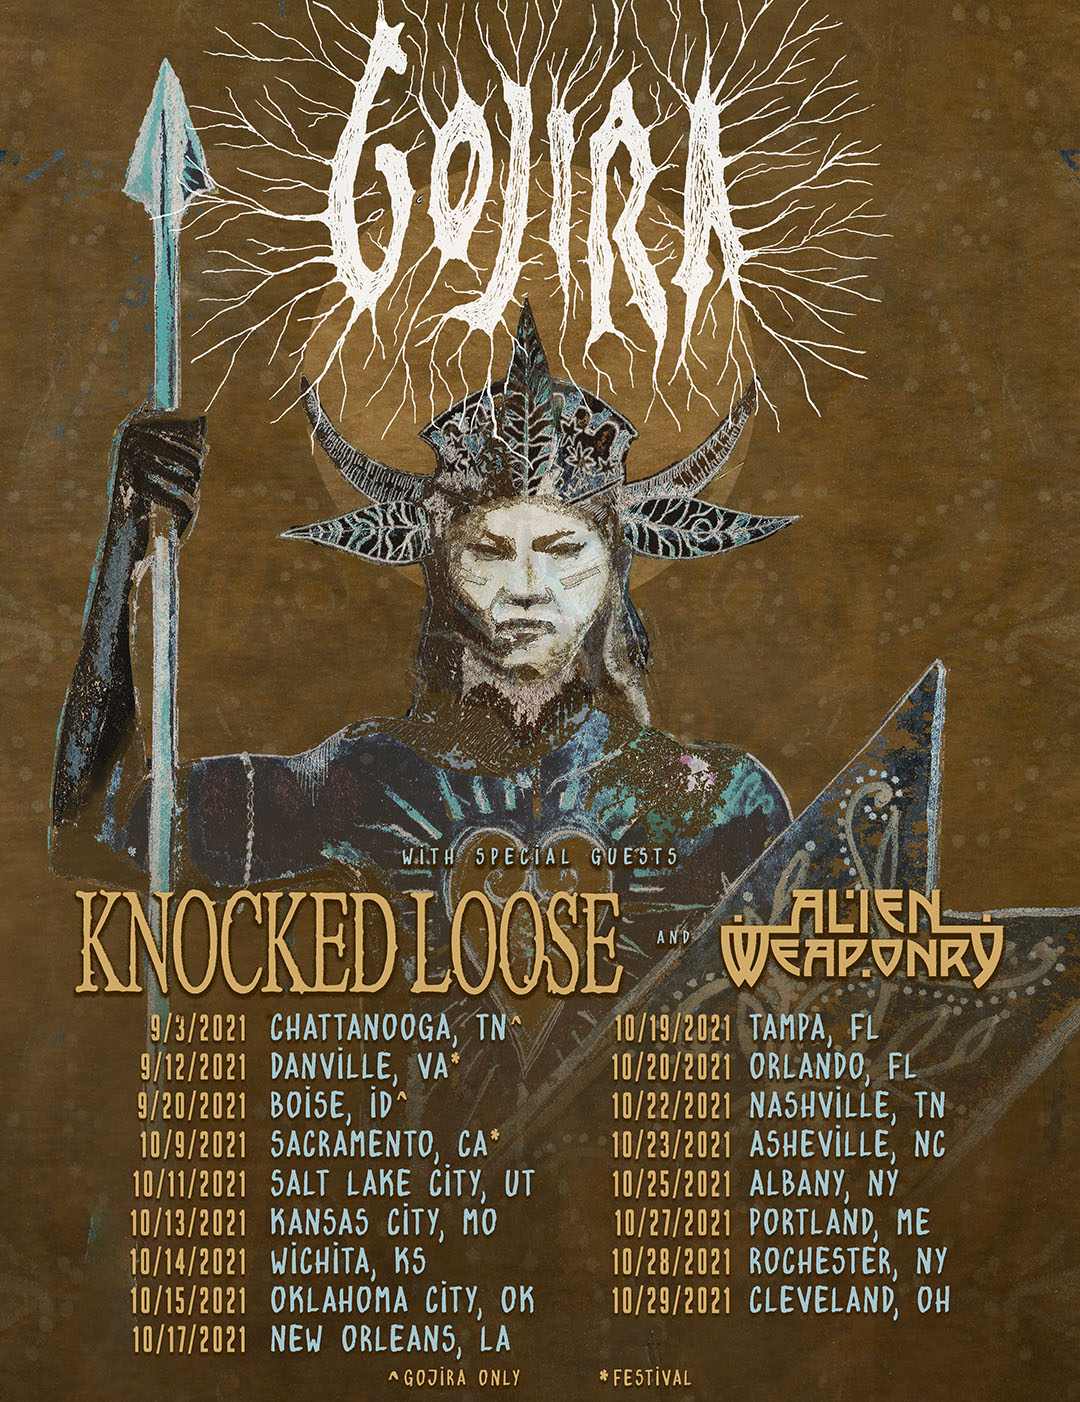 GOJIRA
WITH SPECIAL GUESTS
KNOCKED LOOSE AND ALIEN WEAPONRY
9/3/2021 CHATTANOOGA, TN^
9/12/2021 DANVILLE, VA*
9/20/2021 BOISE, ID^
10/9/2021 SACRAMENTO, CA*
10/11/2021 SALT LAKE CITY, UT
10/13/2021 KANSAS CITY, MO
10/14/2021 WICHITA, KS
10/15/2021 OKLAHOMA CITY, OK
10/17/2021 NEW ORLEANS, LA
10/19/2021 TAMPA, FL
10/20/2021 ORLANDO, FL
10/22/2021 NASHVILLE, TN
10/23/2021 ASHEVILLE, NC
10/25/2021 ALBANY, NY
10/27/2021 PORTLAND, ME
10/28/2021 ROCHESTER, NY
10/29/2021 CLEVELAND, OH
^GOJIRA ONLY *FESTIVAL